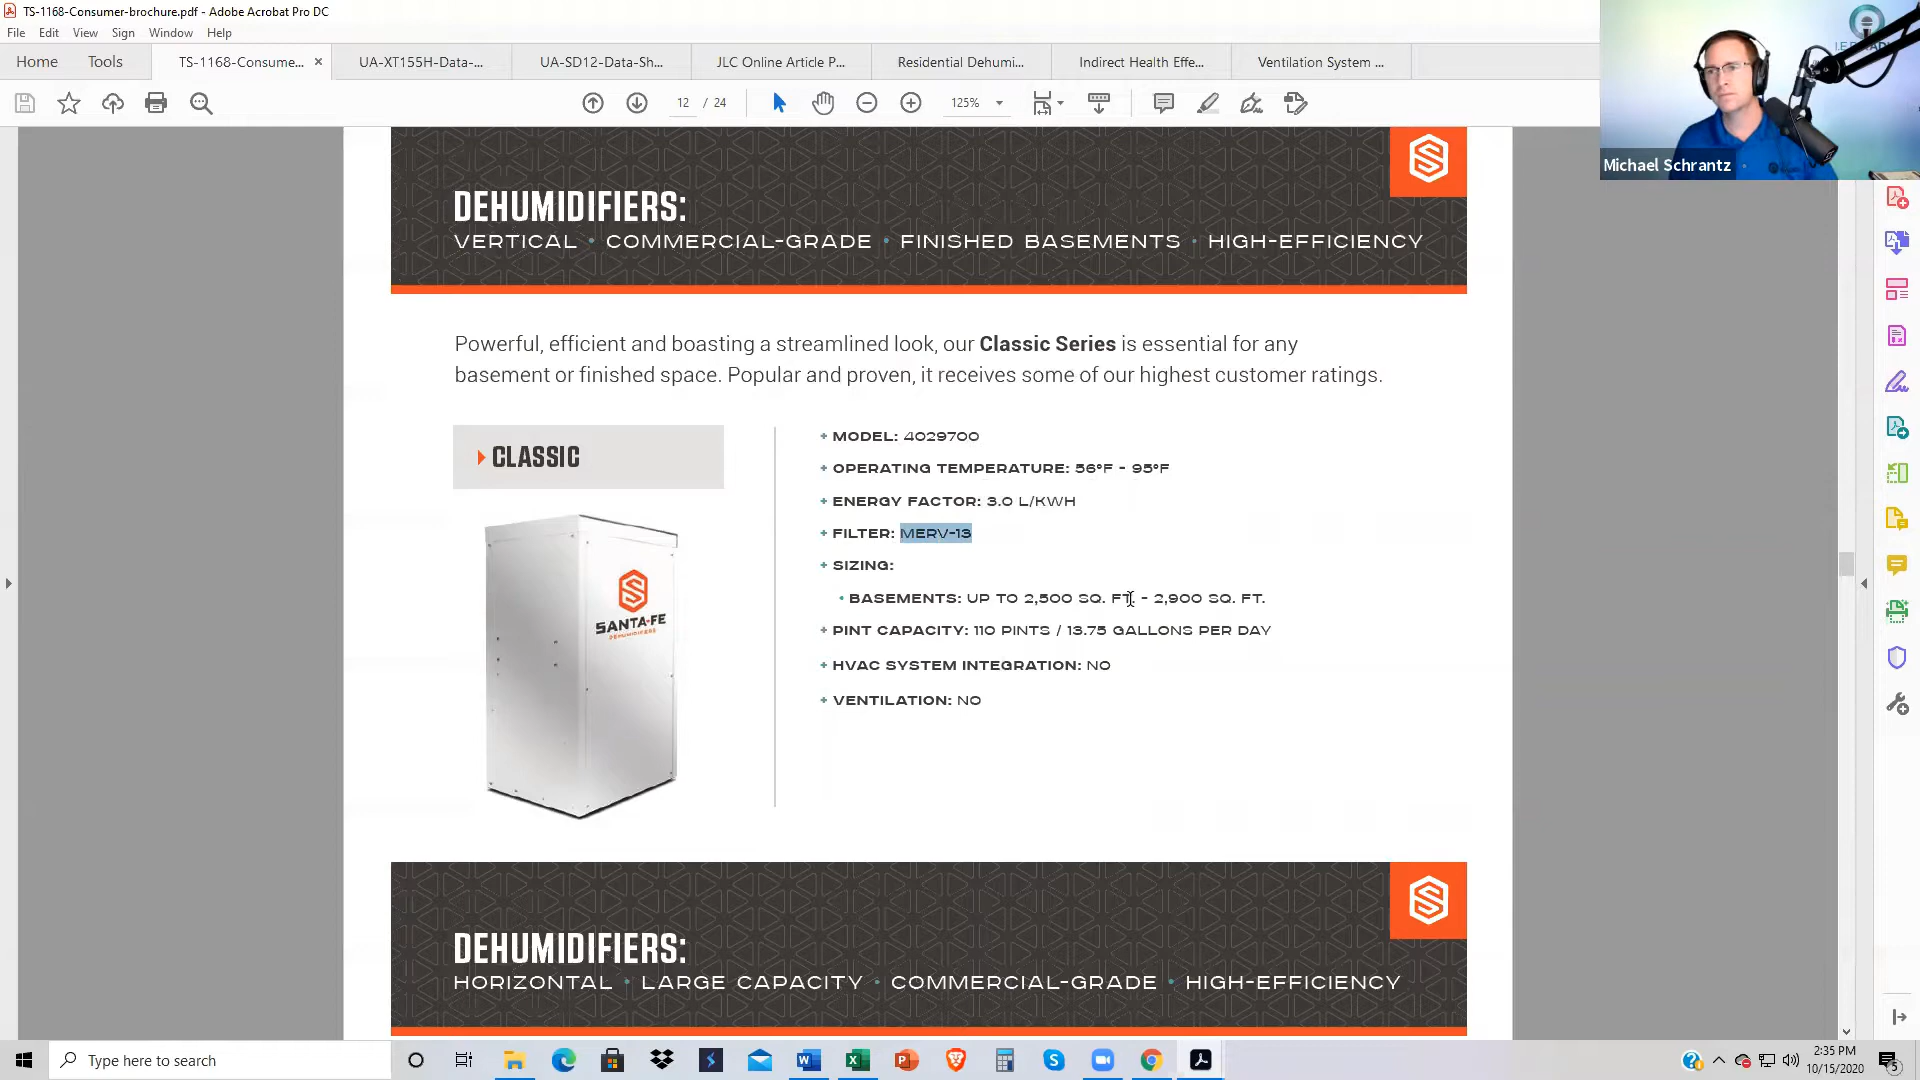 TS-1168-Consumer-brochure.pdf - Adobe Acrobat Pro DC
File Edit View Sign Window Help
Home Tools TS-1168-Consume... × UA-XT155H-Data-... UA-SD12-Data-Sh... JLC Online Article P... Residential Dehumi... Indirect Health Effe... Ventilation System ...
12 / 24 125%
Michael Schrantz
DEHUMIDIFIERS:
VERTICAL • COMMERCIAL-GRADE • FINISHED BASEMENTS • HIGH-EFFICIENCY
Powerful, efficient and boasting a streamlined look, our Classic Series is essential for any
basement or finished space. Popular and proven, it receives some of our highest customer ratings.
CLASSIC
+ MODEL: 4029700
+ OPERATING TEMPERATURE: 56°F - 95°F
+ ENERGY FACTOR: 3.0 L/KWH
+ FILTER: MERV-13
+ SIZING:
• BASEMENTS: UP TO 2,500 SQ. FT. - 2,900 SQ. FT.
+ PINT CAPACITY: 110 PINTS / 13.75 GALLONS PER DAY
+ HVAC SYSTEM INTEGRATION: NO
+ VENTILATION: NO
SANTA-FE
DEHUMIDIFIERS
DEHUMIDIFIERS:
HORIZONTAL • LARGE CAPACITY • COMMERCIAL-GRADE • HIGH-EFFICIENCY
Type here to search
2:35 PM
10/15/2020
5